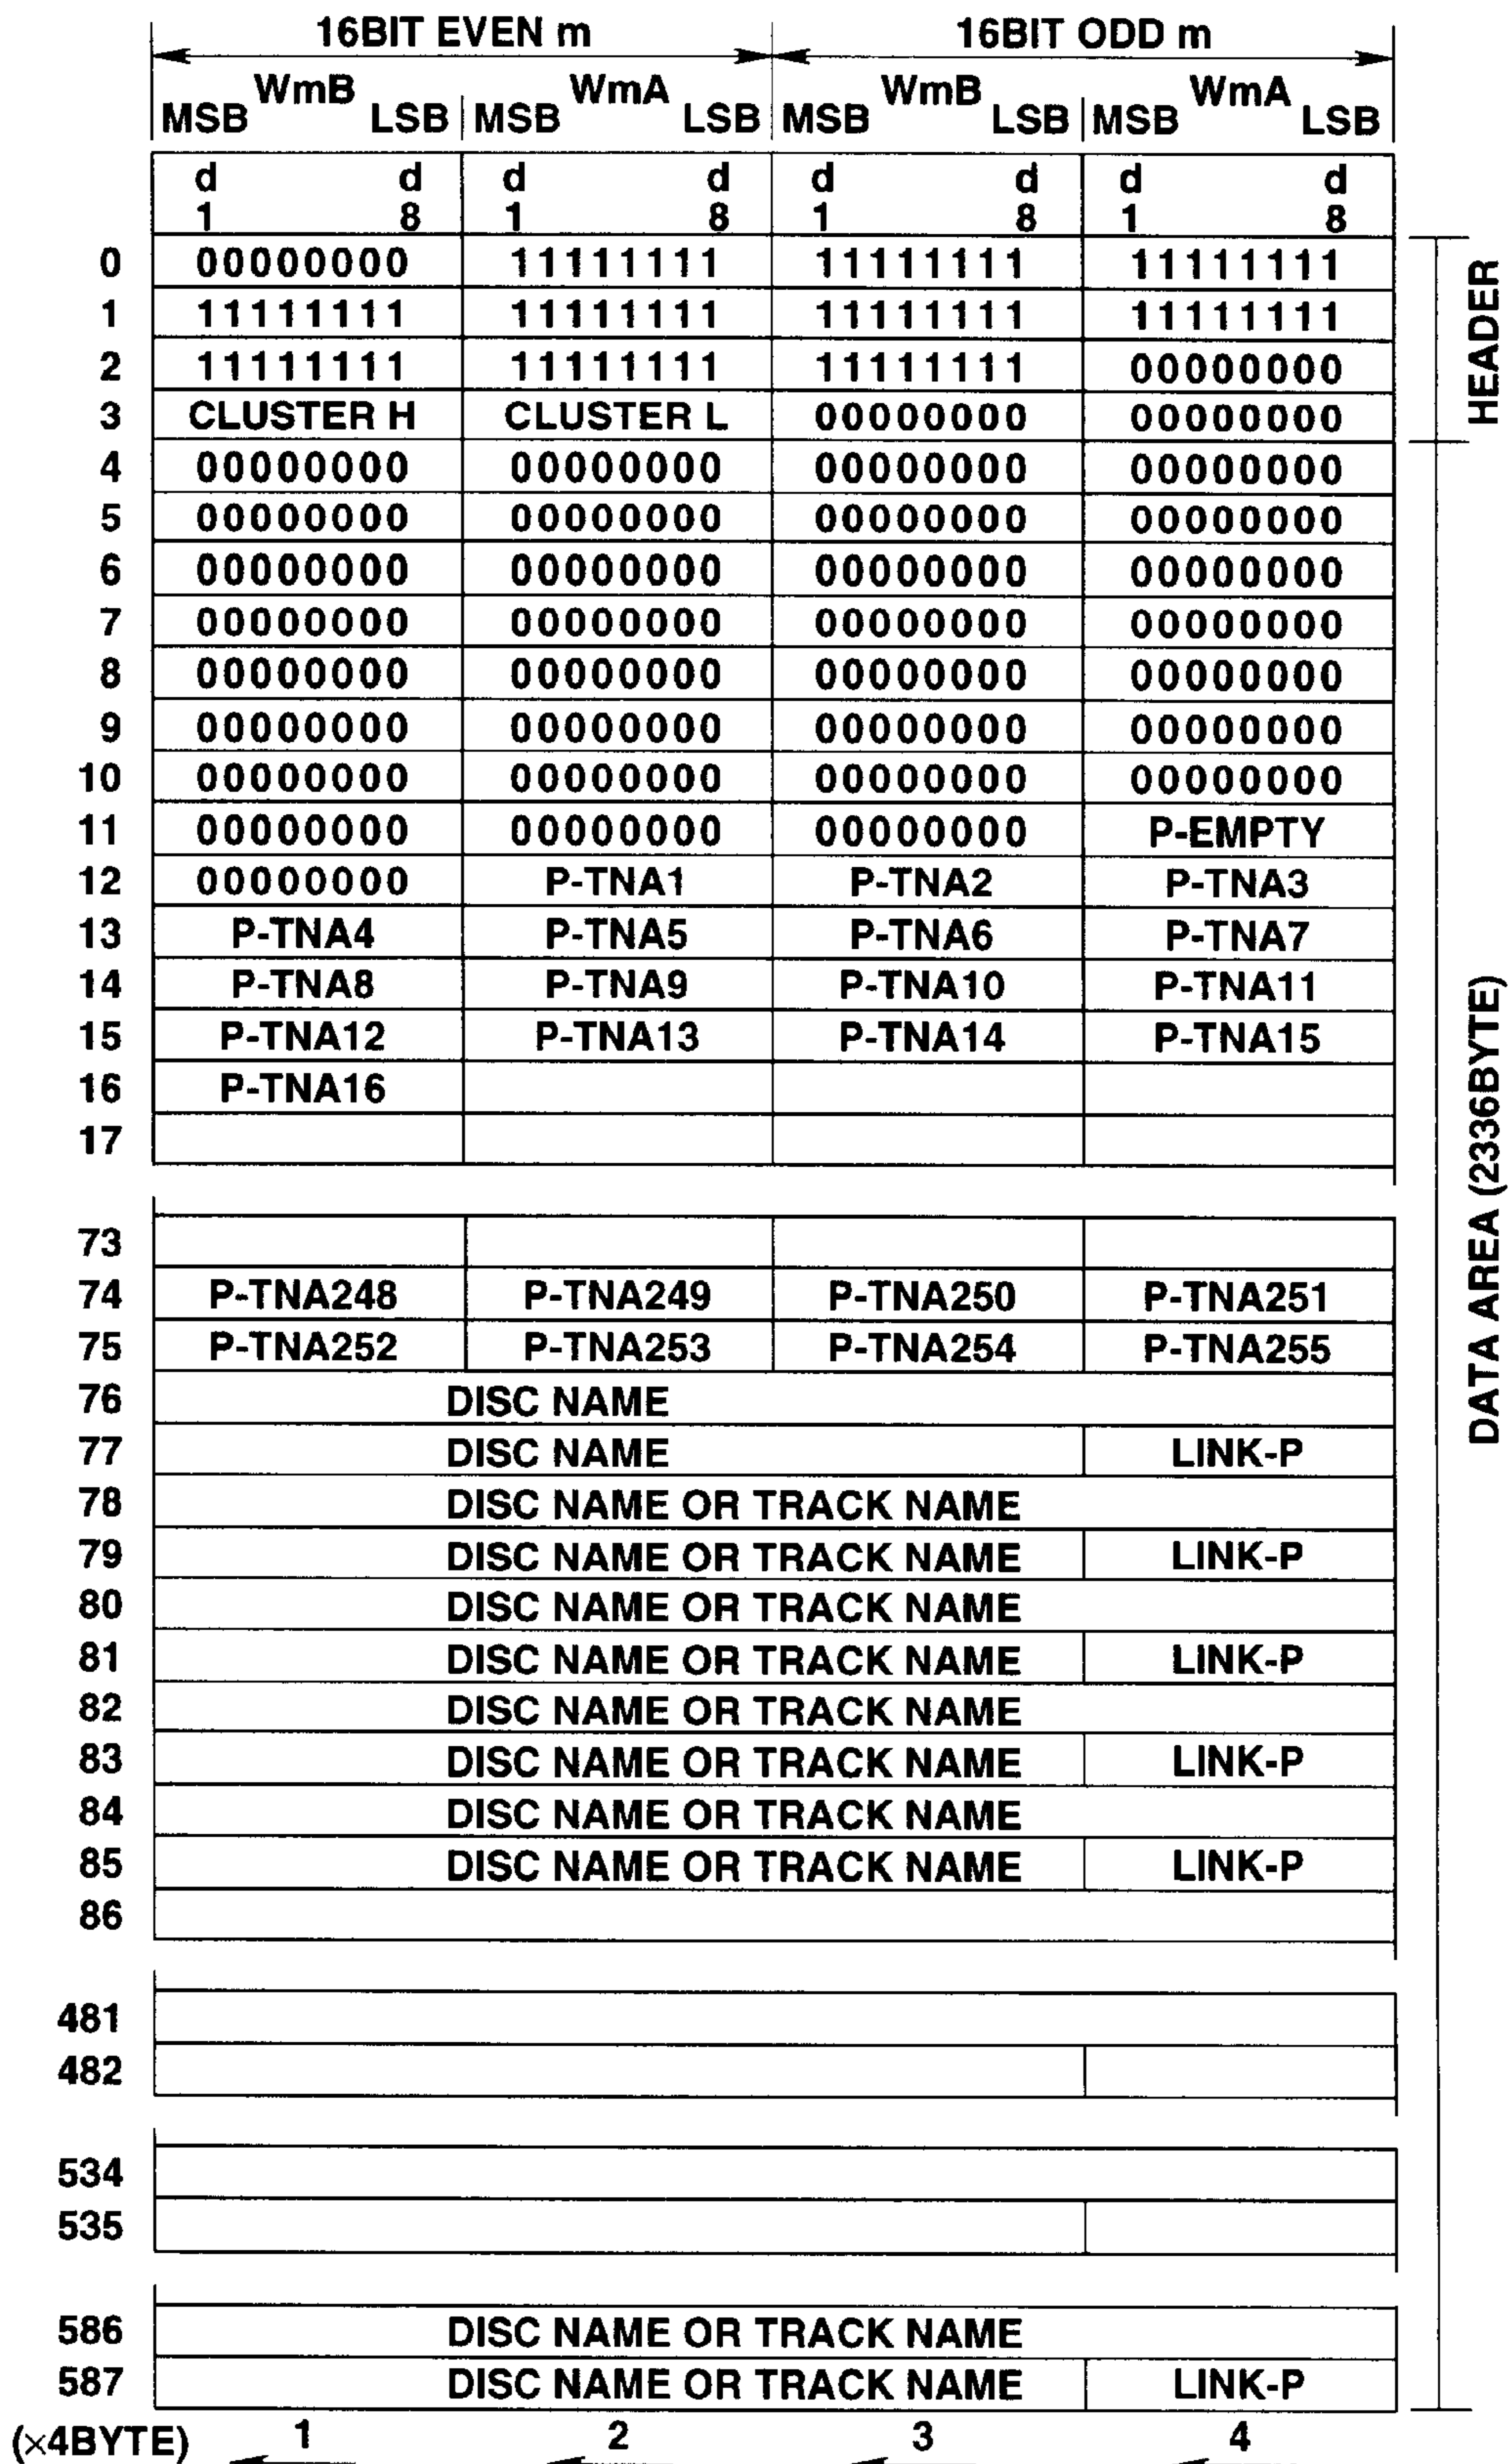 16BIT EVEN m 16BIT ODD m
WmB WmA WmB WmA
MSB LSB MSB LSB MSB LSB MSB LSB
d d d d d d d d
1 8 1 8 1 8 1 8
0 00000000 11111111 11111111 11111111
1 11111111 11111111 11111111 11111111
2 11111111 11111111 11111111 00000000
3 CLUSTER H CLUSTER L 00000000 00000000
4 00000000 00000000 00000000 00000000
5 00000000 00000000 00000000 00000000
6 00000000 00000000 00000000 00000000
7 00000000 00000000 00000000 00000000
8 00000000 00000000 00000000 00000000
9 00000000 00000000 00000000 00000000
10 00000000 00000000 00000000 00000000
11 00000000 00000000 00000000 P-EMPTY
12 00000000 P-TNA1 P-TNA2 P-TNA3
13 P-TNA4 P-TNA5 P-TNA6 P-TNA7
14 P-TNA8 P-TNA9 P-TNA10 P-TNA11
15 P-TNA12 P-TNA13 P-TNA14 P-TNA15
16 P-TNA16
17
73
74 P-TNA248 P-TNA249 P-TNA250 P-TNA251
75 P-TNA252 P-TNA253 P-TNA254 P-TNA255
76 DISC NAME
77 DISC NAME LINK-P
78 DISC NAME OR TRACK NAME
79 DISC NAME OR TRACK NAME LINK-P
80 DISC NAME OR TRACK NAME
81 DISC NAME OR TRACK NAME LINK-P
82 DISC NAME OR TRACK NAME
83 DISC NAME OR TRACK NAME LINK-P
84 DISC NAME OR TRACK NAME
85 DISC NAME OR TRACK NAME LINK-P
86
481
482
534
535
586 DISC NAME OR TRACK NAME
587 DISC NAME OR TRACK NAME LINK-P
(×4BYTE) 1 2 3 4
HEADER
DATA AREA (2336BYTE)